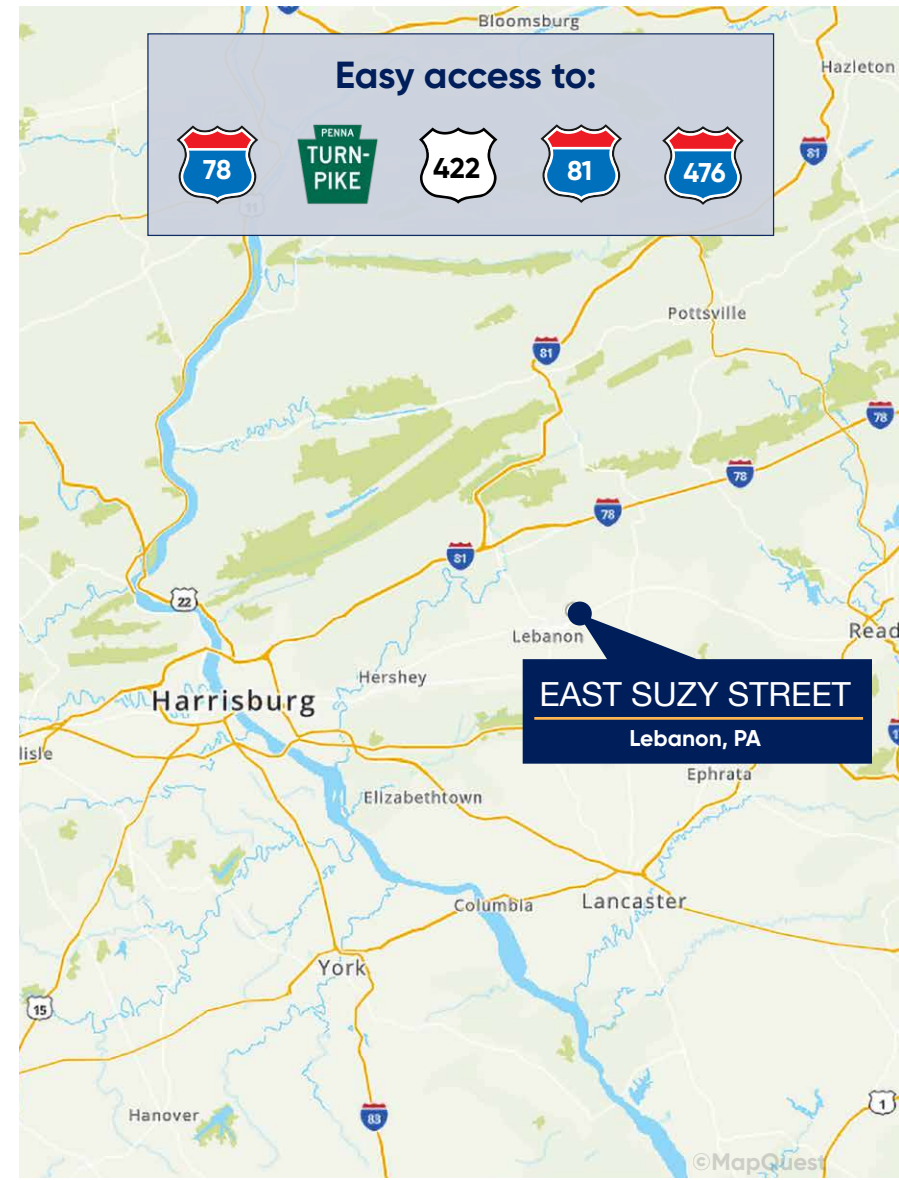 Bloomsburg
Easy access to:
Hazleton
78
PENNA
TURN-
PIKE
422
81
476
81
11
Pottsville
81
78
78
78
81
22
Lebanon
Read
Hershey
EAST SUZY STREET
Harrisburg
Lebanon, PA
lisle
Ephrata
Elizabethtown
Columbia
Lancaster
York
15
1
Hanover
83
©MapQuest